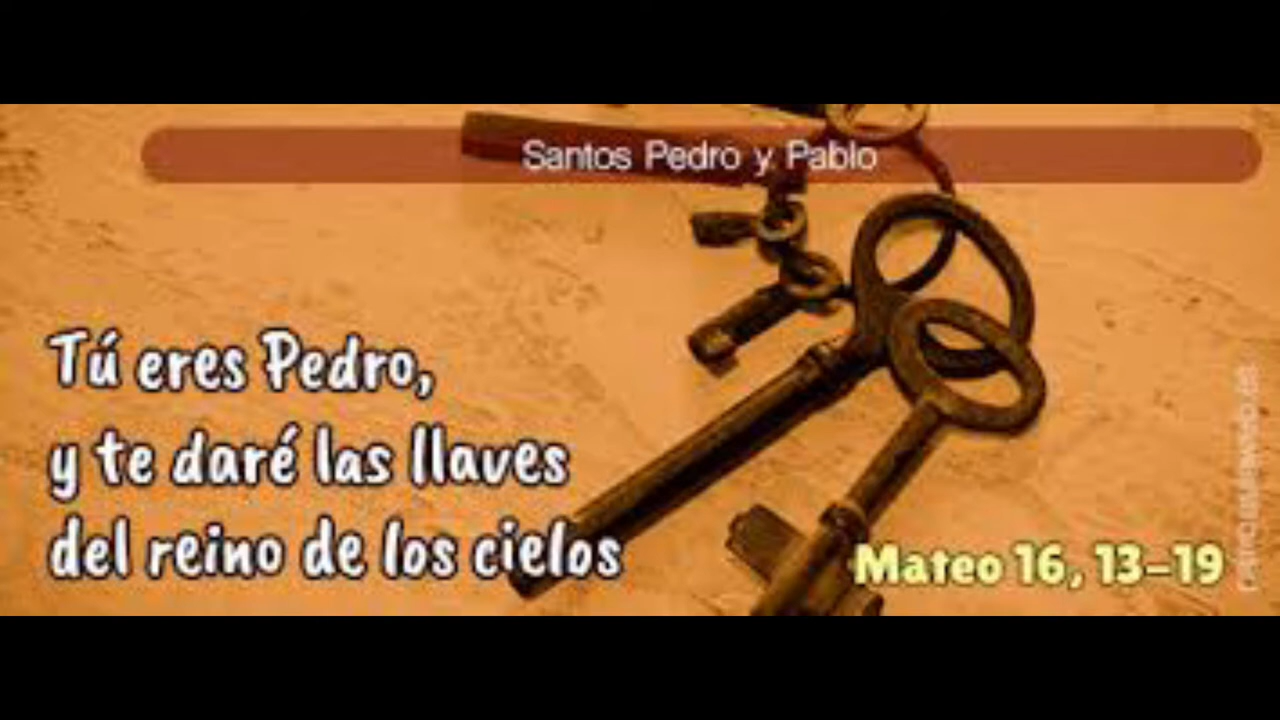 Santos Pedro y Pablo
Tú eres Pedro,
y te daré las llaves
del reino de los cielos
Mateo 16, 13-19